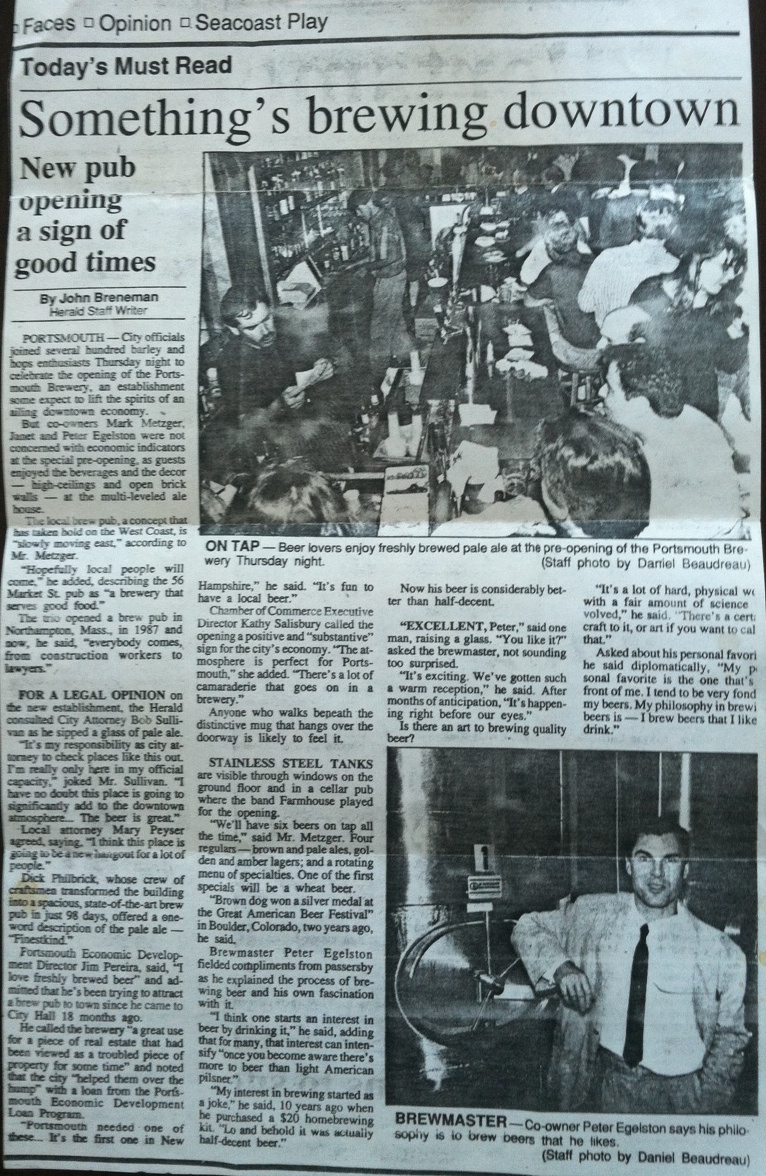 Faces □ Opinion □ Seacoast Play
Today's Must Read
Something's brewing downtown
New pub
opening
a sign of
good times
By John Breneman
Herald Staff Writer
PORTSMOUTH — City officials
joined several hundred barley and
hops enthusiasts Thursday night to
celebrate the opening of the Ports-
mouth Brewery, an establishment
some expect to lift the spirits of an
ailing downtown economy.
But co-owners Mark Metzger,
Janet and Peter Egelston were not
concerned with economic indicators
at the special pre-opening, as guests
enjoyed the beverages and the decor
— high-ceilings and open brick
walls — at the multi-leveled ale
house.
The local brew pub, a concept that
has taken hold on the West Coast, is
"slowly moving east," according to
Mr. Metzger.
"Hopefully local people will
come," he added, describing the 56
Market St. pub as "a brewery that
serves good food."
The trio opened a brew pub in
Northampton, Mass., in 1987 and
now, he said, "everybody comes,
from construction workers to
lawyers."
FOR A LEGAL OPINION on
the new establishment, the Herald
consulted City Attorney Bob Sulli-
van as he sipped a glass of pale ale.
"It's my responsibility as city at-
torney to check places like this out.
I'm really only here in my official
capacity," joked Mr. Sullivan. "I
have no doubt this place is going to
significantly add to the downtown
atmosphere... The beer is great."
Local attorney Mary Peyser
agreed, saying, "I think this place is
going to be a new hangout for a lot of
people."
Dick Philbrick, whose crew of
craftsmen transformed the building
into a spacious, state-of-the-art brew
pub in just 98 days, offered a one-
word description of the pale ale —
"Finestkind."
Portsmouth Economic Develop-
ment Director Jim Pereira, said, "I
love freshly brewed beer" and ad-
mitted that he's been trying to attract
a brew pub to town since he came to
City Hall 18 months ago.
He called the brewery "a great use
for a piece of real estate that had
been viewed as a troubled piece of
property for some time" and noted
that the city "helped them over the
hump" with a loan from the Ports-
mouth Economic Development
Loan Program.
"Portsmouth needed one of
these... It's the first one in New
ON TAP — Beer lovers enjoy freshly brewed pale ale at the pre-opening of the Portsmouth Bre-
wery Thursday night. (Staff photo by Daniel Beaudreau)
Hampshire," he said. "It's fun to
have a local beer."
Chamber of Commerce Executive
Director Kathy Salisbury called the
opening a positive and "substantive"
sign for the city's economy. "The at-
mosphere is perfect for Ports-
mouth," she added. "There's a lot of
camaraderie that goes on in a
brewery."
Anyone who walks beneath the
distinctive mug that hangs over the
doorway is likely to feel it.
STAINLESS STEEL TANKS
are visible through windows on the
ground floor and in a cellar pub
where the band Farmhouse played
for the opening.
"We'll have six beers on tap all
the time," said Mr. Metzger. Four
regulars — brown and pale ales, gol-
den and amber lagers; and a rotating
menu of specialties. One of the first
specials will be a wheat beer.
"Brown dog won a silver medal at
the Great American Beer Festival"
in Boulder, Colorado, two years ago,
he said.
Brewmaster Peter Egelston
fielded compliments from passersby
as he explained the process of bre-
wing beer and his own fascination
with it.
"I think one starts an interest in
beer by drinking it," he said, adding
that for many, that interest can inten-
sify "once you become aware there's
more to beer than light American
pilsner."
"My interest in brewing started as
a joke," he said, 10 years ago when
he purchased a $20 homebrewing
kit. "Lo and behold it was actually
half-decent beer."
Now his beer is considerably bet-
ter than half-decent.
"EXCELLENT, Peter," said one
man, raising a glass. "You like it?"
asked the brewmaster, not sounding
too surprised.
"It's exciting. We've gotten such
a warm reception," he said. After
months of anticipation, "It's happen-
ing right before our eyes."
Is there an art to brewing quality
beer?
"It's a lot of hard, physical
with a fair amount of science
volved," he said. "There's a
craft to it, or art if you want to
that."
Asked about his personal
he said diplomatically, "My
sonal favorite is the one that's
front of me. I tend to be very fond
my beers. My philosophy in
beers is — I brew beers that I like
drink."
BREWMASTER — Co-owner Peter Egelston says his philo-
sophy is to brew beers that he likes.
(Staff photo by Daniel Beaudreau)